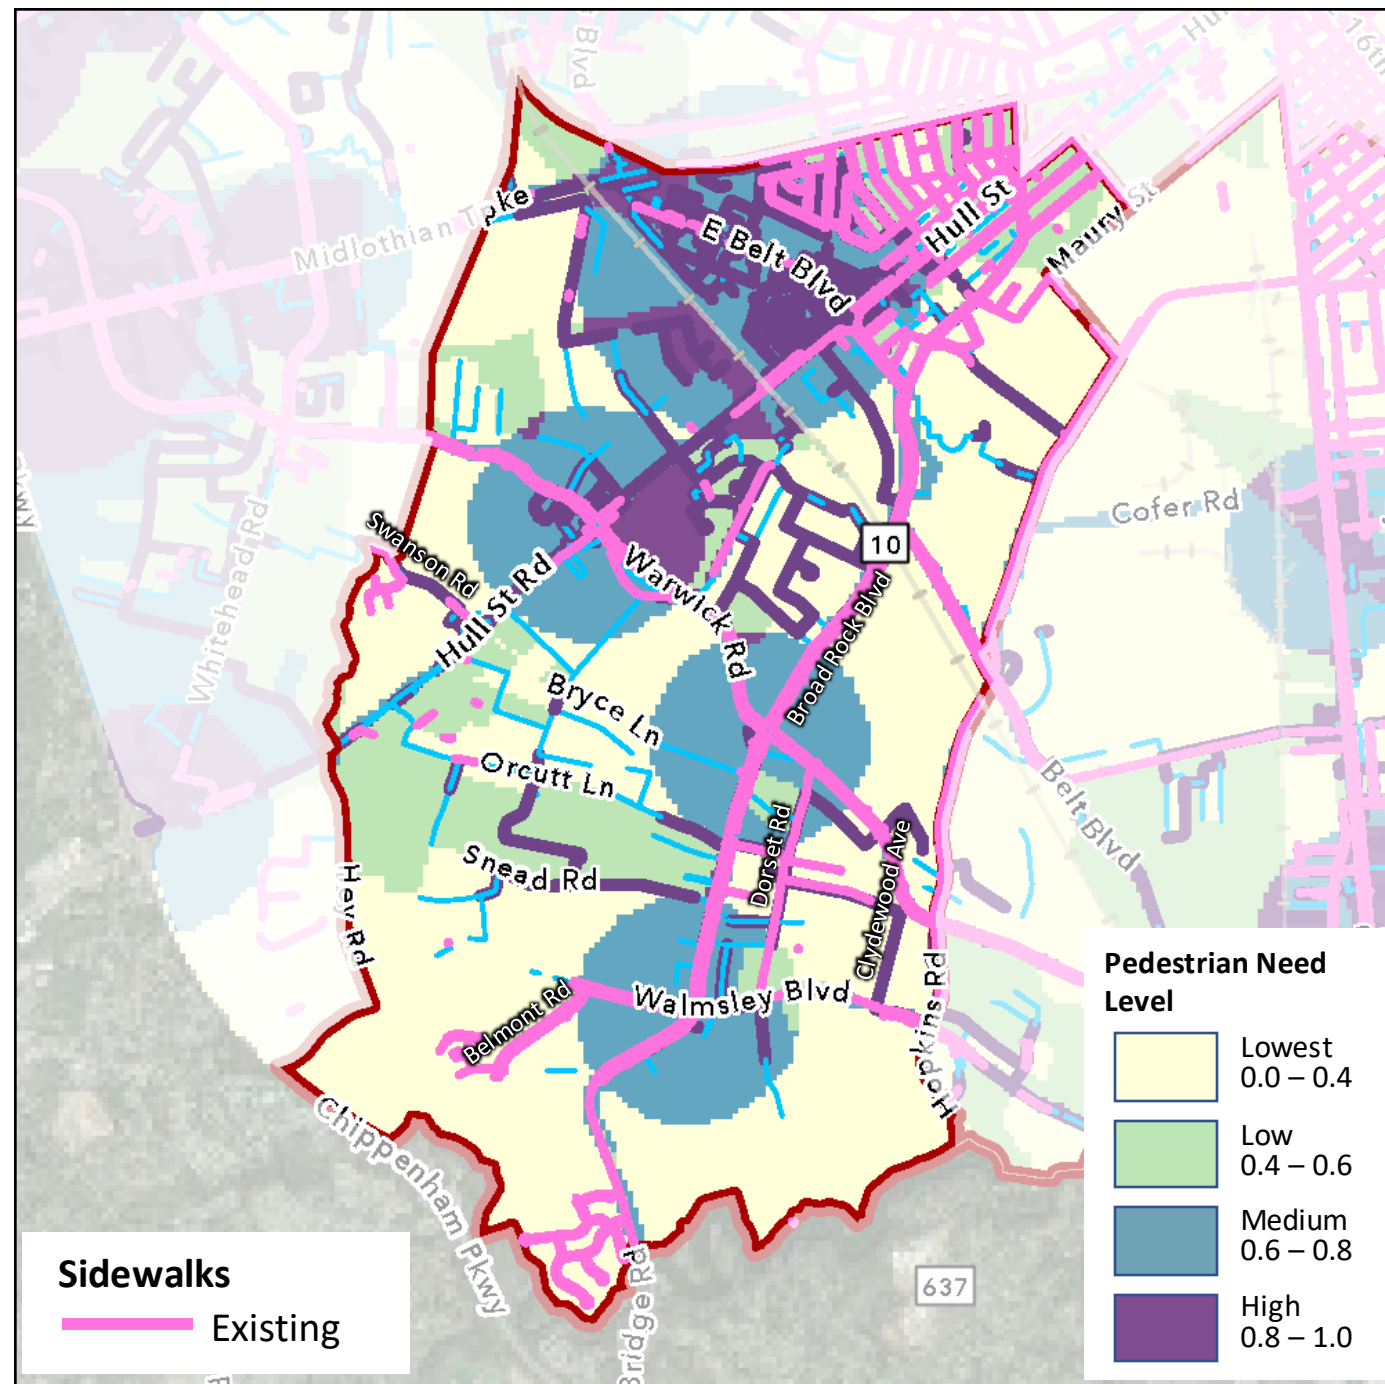 Blvd
Hu
16th
Midlothian Tpke
E Belt Blvd
Hull St
Maury St
Cofer Rd
kwy
Whitehead Rd
Swanson Rd
Hull St Rd
Warwick Rd
10
Broad Rock Blvd
Bryce Ln
Orcutt Ln
Dorset Rd
Belt Blvd
Snead Rd
Clydewood Ave
Hey Rd
Belmont Rd
Walmsley Blvd
Hopkins Rd
Chippenham Pkwy
Bridge Rd
637
Pedestrian Need
Level
Lowest
0.0 – 0.4
Low
0.4 – 0.6
Medium
0.6 – 0.8
High
0.8 – 1.0
Sidewalks
Existing